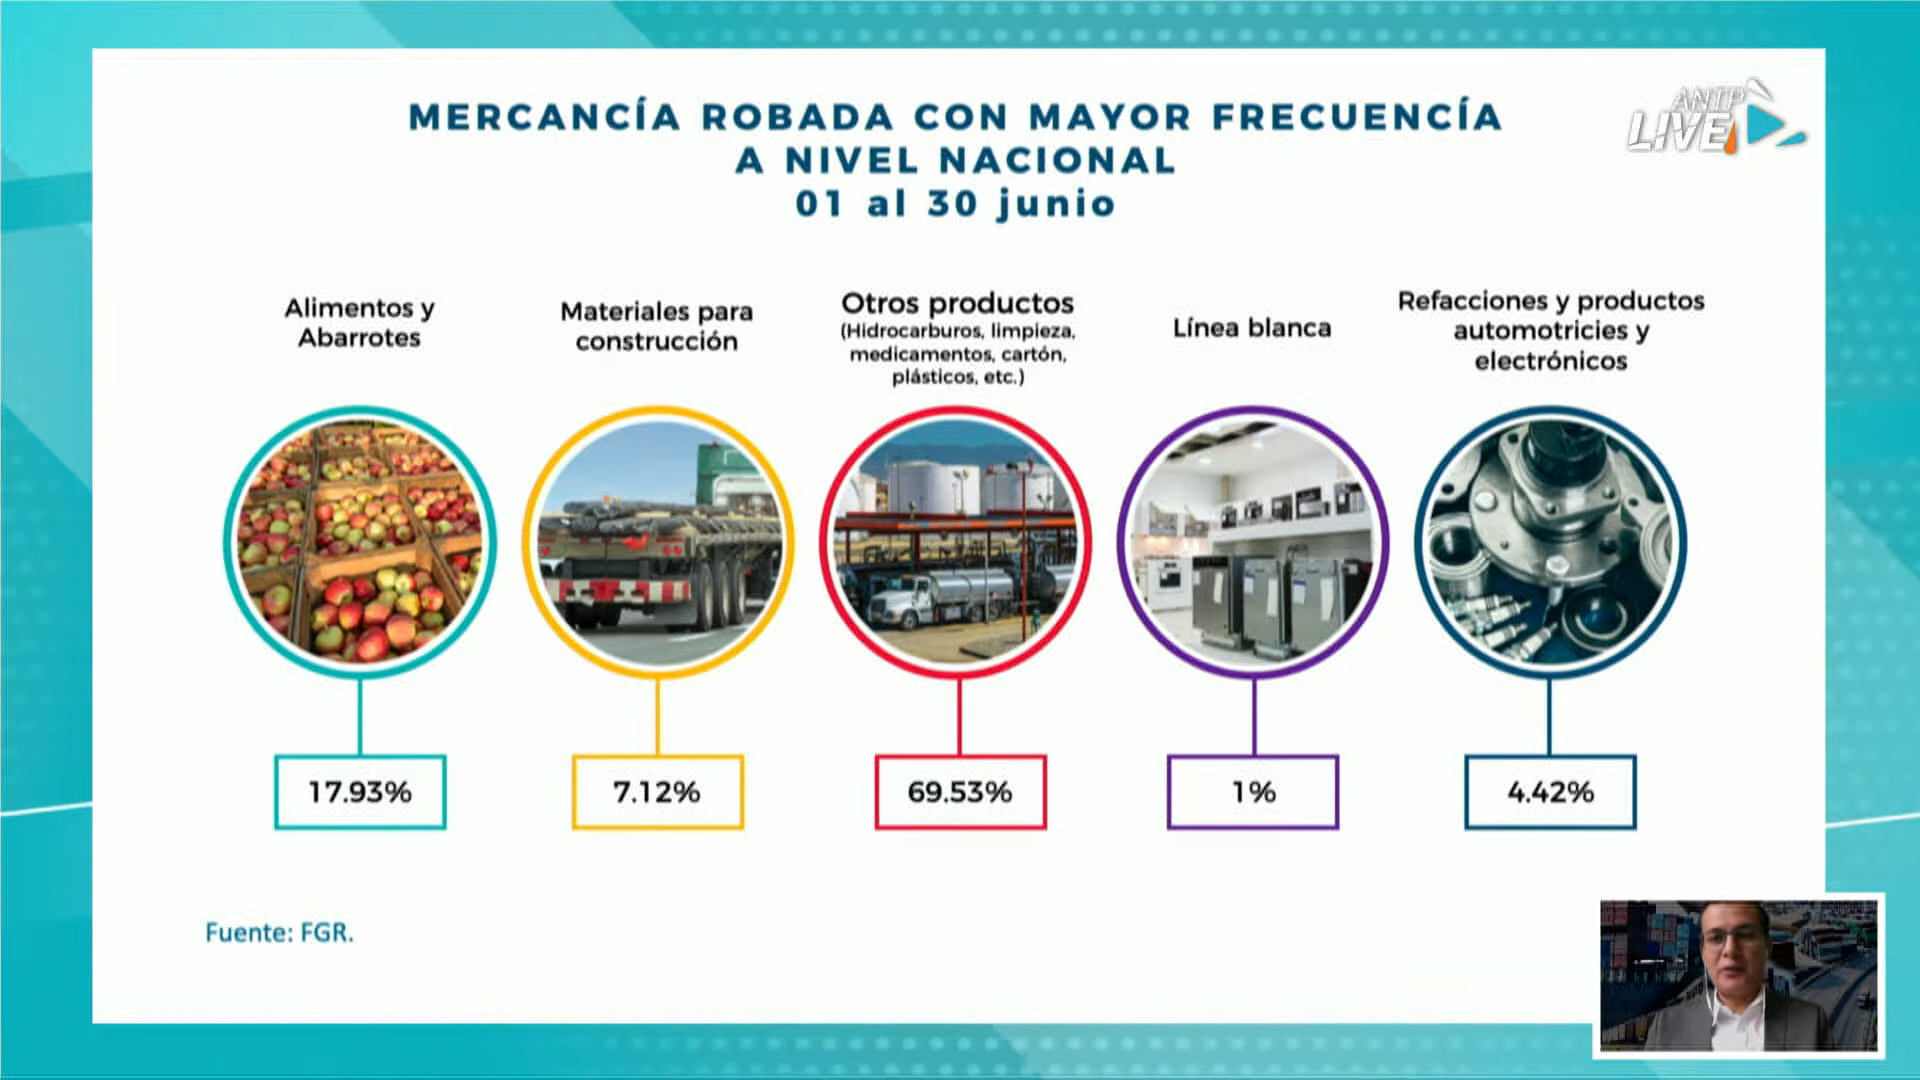 ANTP
LIVE
MERCANCÍA ROBADA CON MAYOR FRECUENCÍA
A NIVEL NACIONAL
01 al 30 junio
Alimentos y
Abarrotes
Materiales para
construcción
Otros productos
(Hidrocarburos, limpieza,
medicamentos, cartón,
plásticos, etc.)
Línea blanca
Refacciones y productos
automotricies y
electrónicos
17.93%
7.12%
69.53%
1%
4.42%
Fuente: FGR.